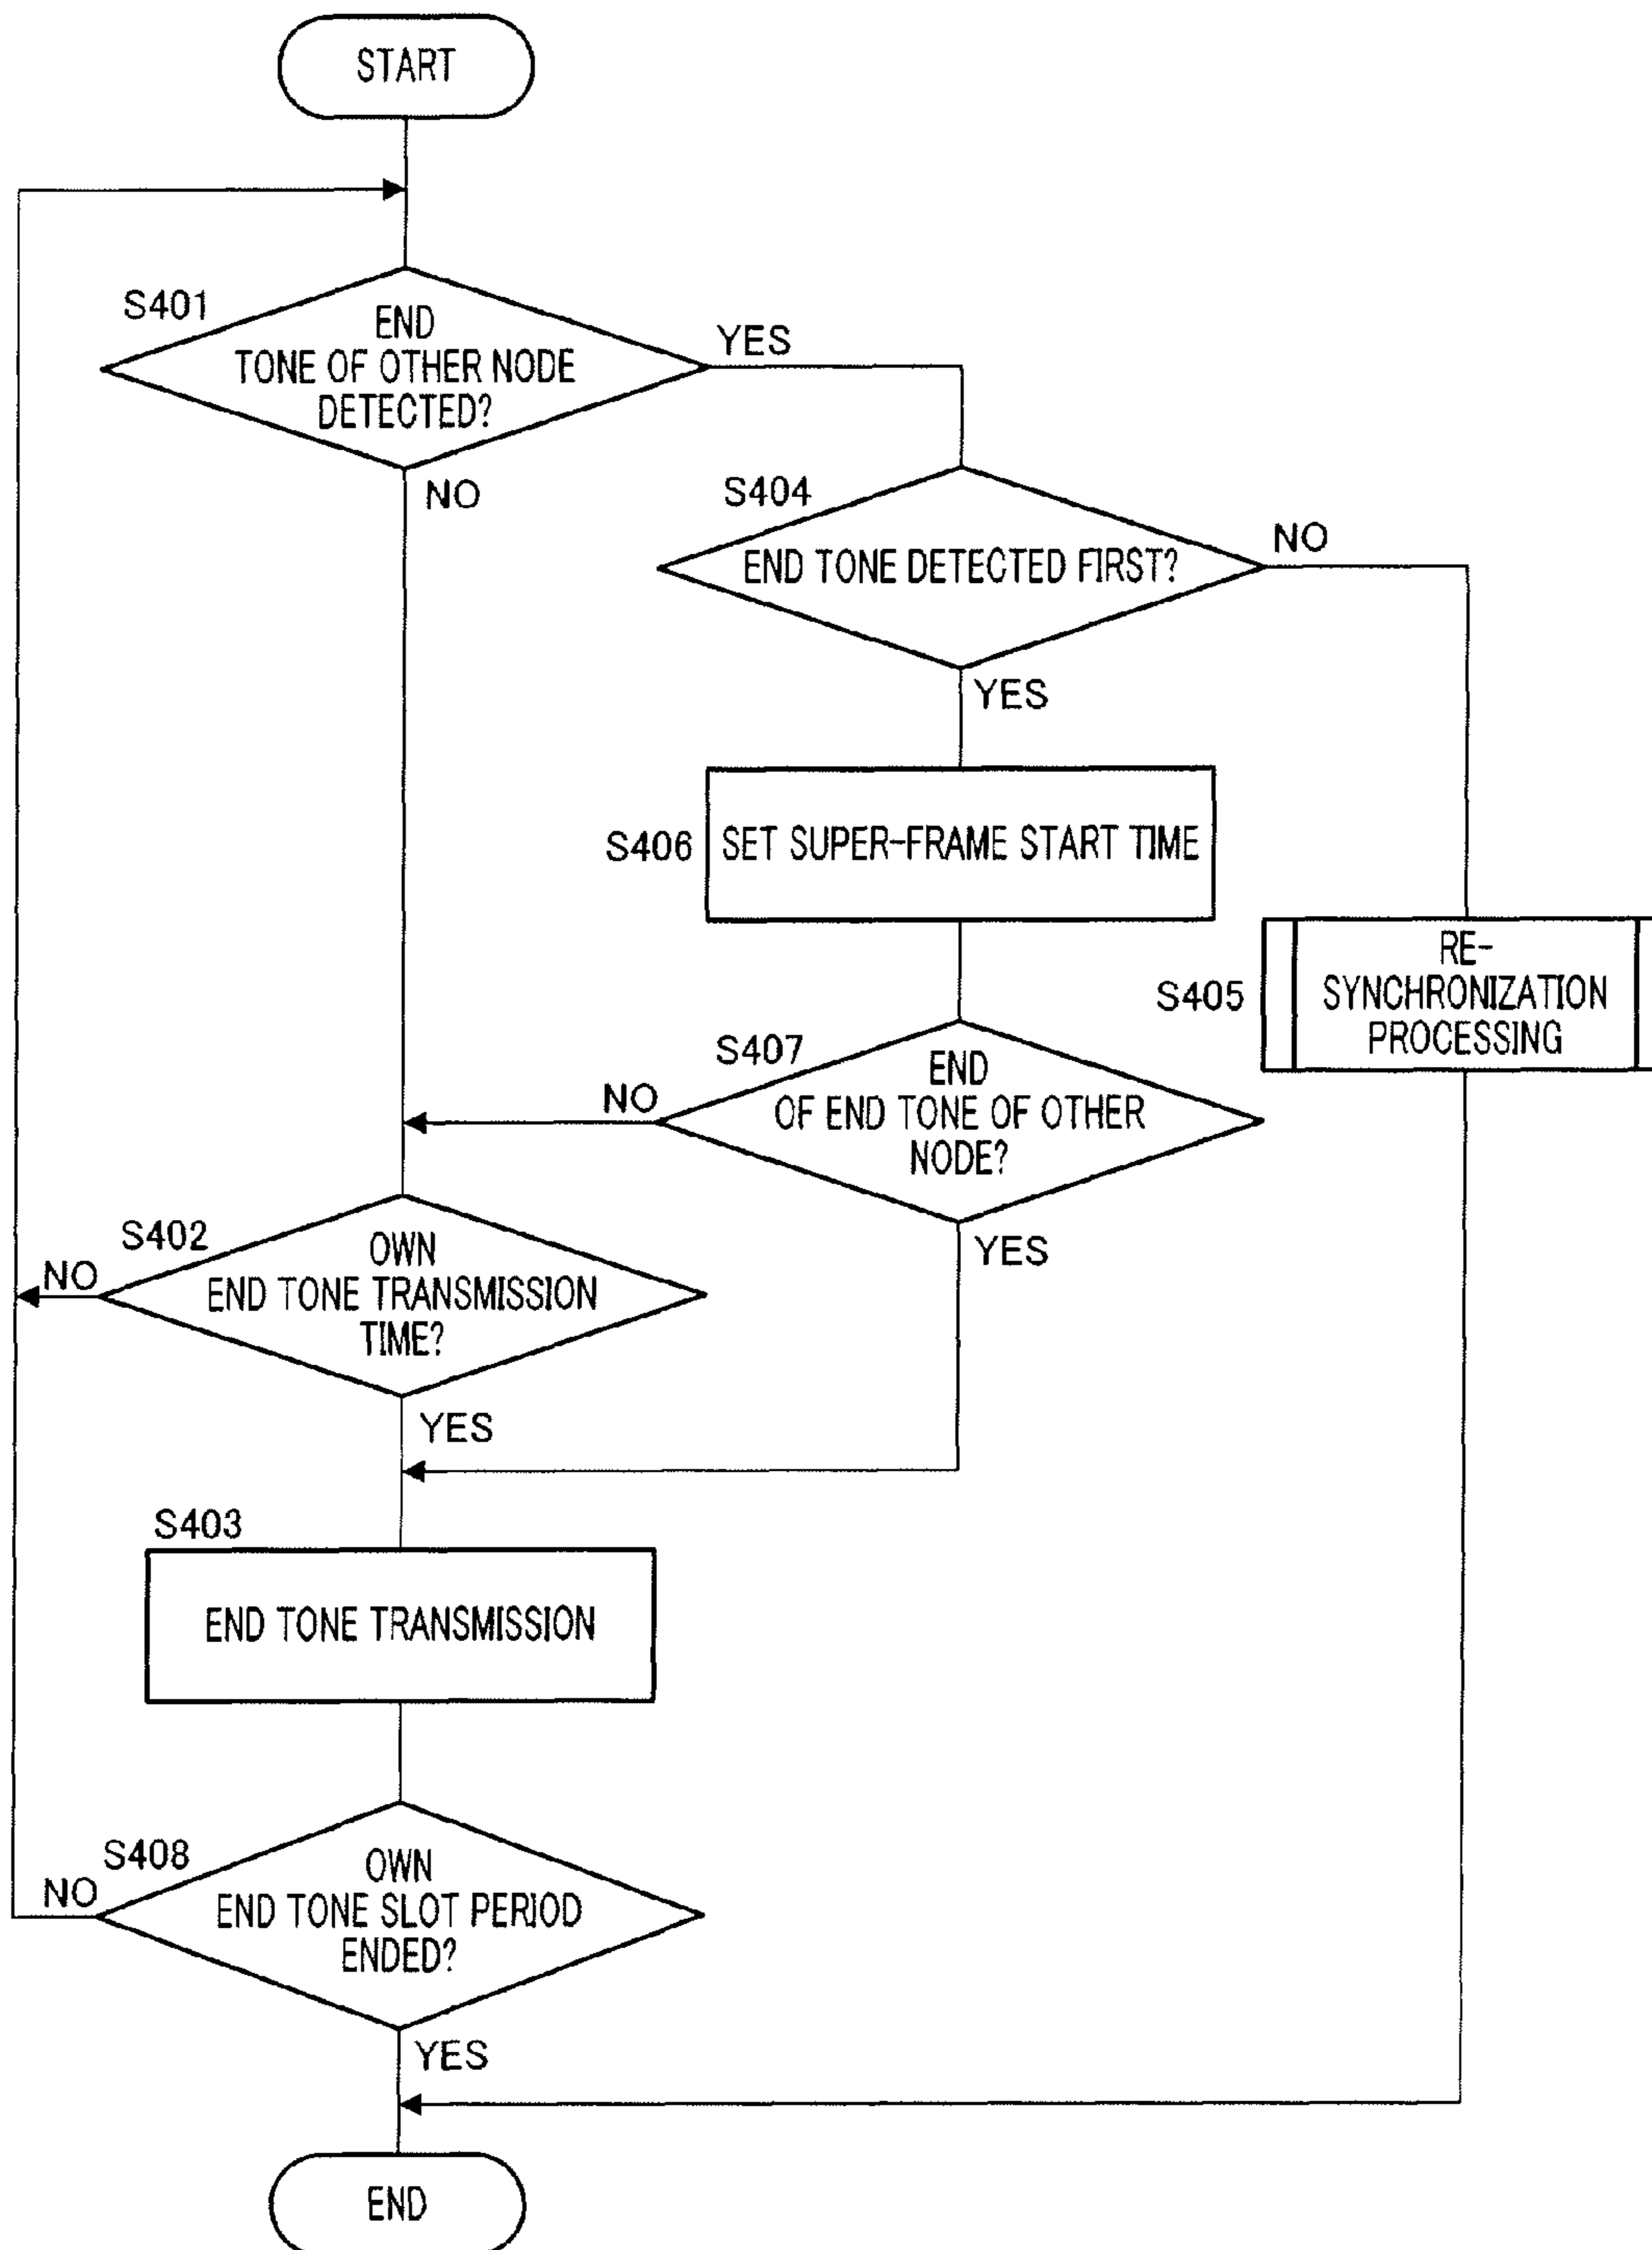 START
S401
END
TONE OF OTHER NODE
DETECTED?
YES
NO
S404
END TONE DETECTED FIRST?
NO
YES
S406
SET SUPER-FRAME START TIME
S405
RE-
SYNCHRONIZATION
PROCESSING
S407
END
OF END TONE OF OTHER
NODE?
NO
YES
S402
OWN
END TONE TRANSMISSION
TIME?
NO
YES
S403
END TONE TRANSMISSION
S408
OWN
END TONE SLOT PERIOD
ENDED?
NO
YES
END